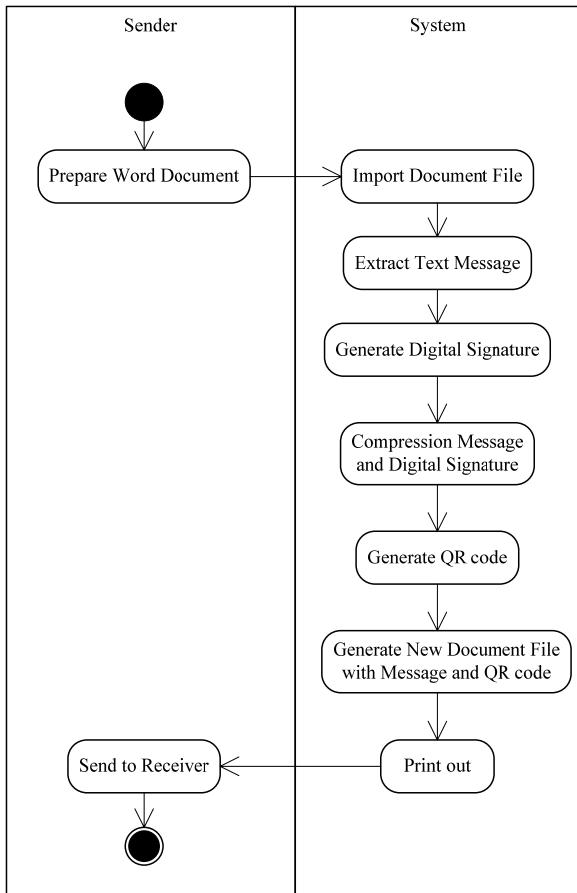 Sender
System
Prepare Word Document
Import Document File
Extract Text Message
Generate Digital Signature
Compression Message
and Digital Signature
Generate QR code
Generate New Document File
with Message and QR code
Send to Receiver
Print out